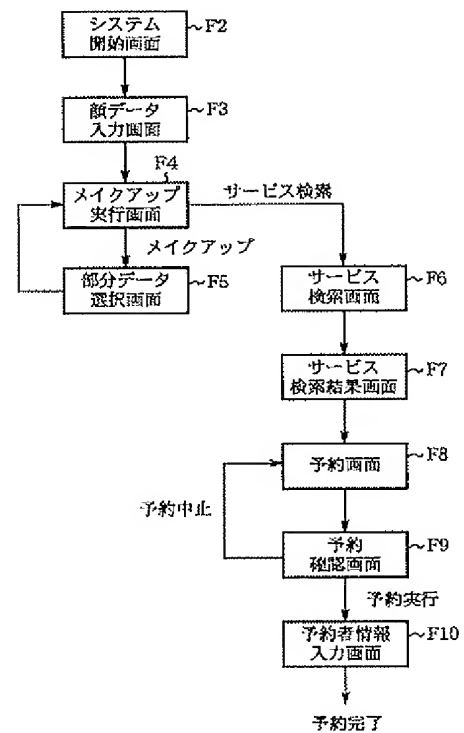 システム
開始画面
F2
顔データ
入力画面
F3
F4
メイクアップ
実行画面
サービス検索
メイクアップ
部分データ
選択画面
F5
サービス
検索画面
F6
サービス
検索結果画面
F7
予約画面
F8
予約中止
予約
確認画面
F9
予約実行
予約者情報
入力画面
F10
予約完了